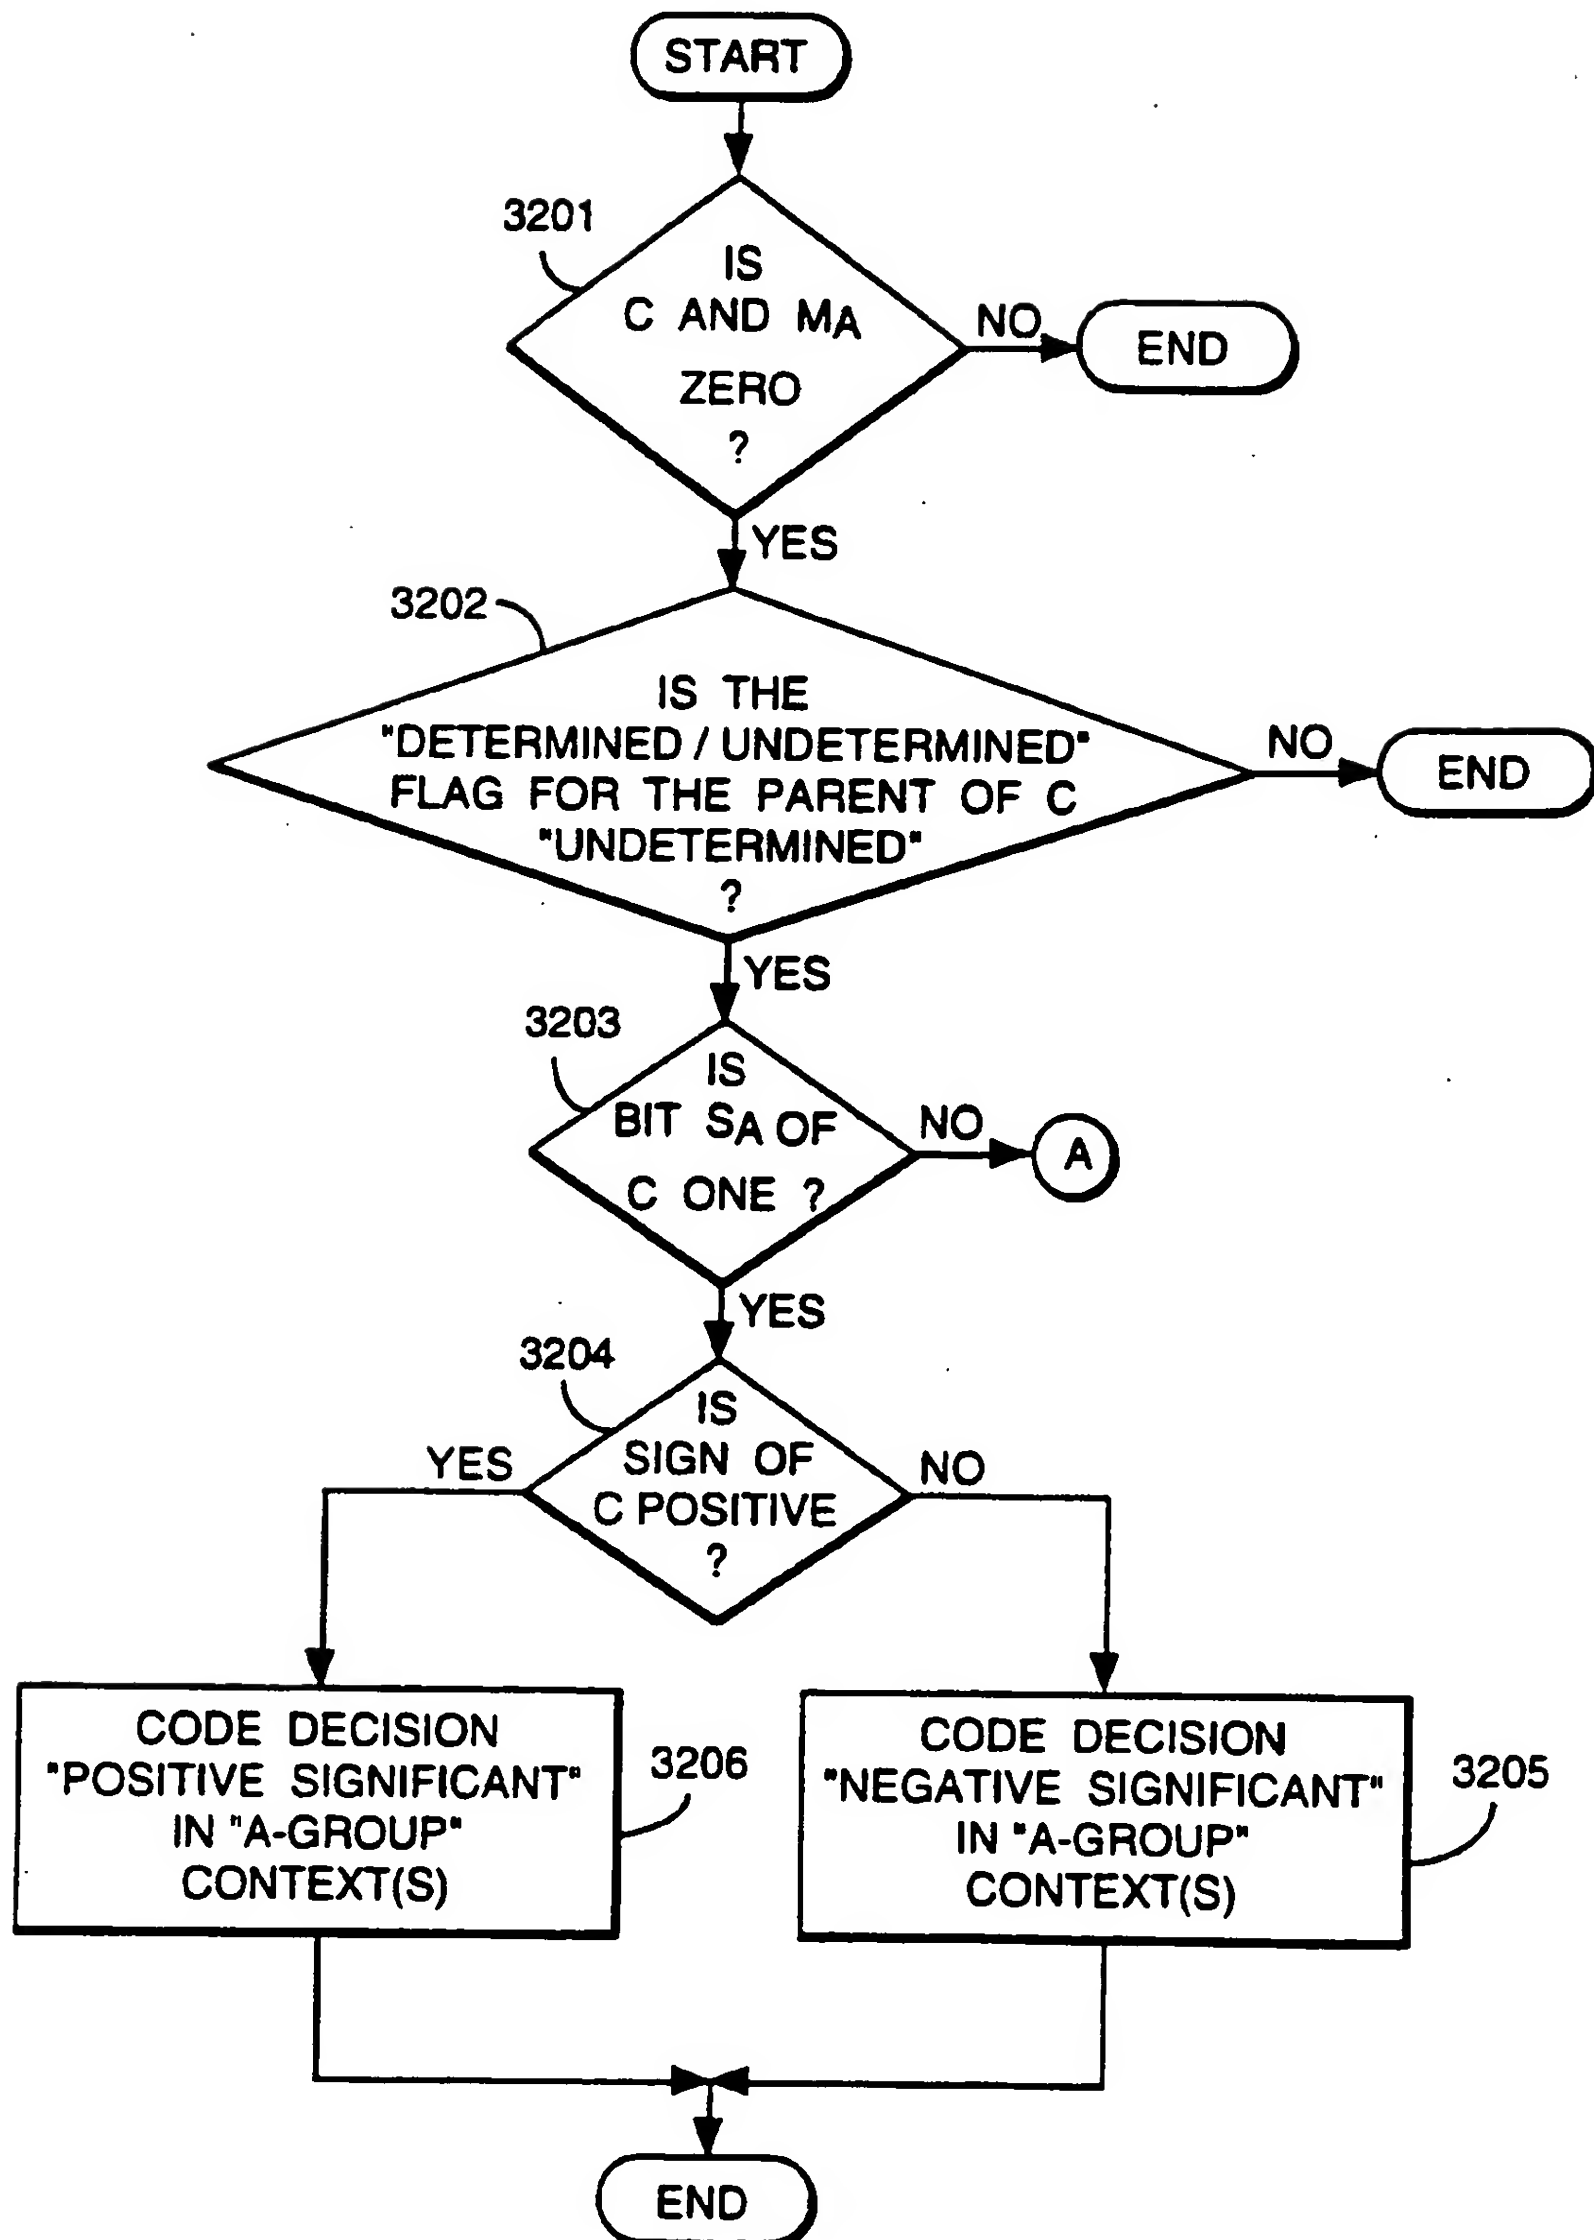 START
3201
IS
C AND MA
ZERO
?
NO
END
YES
3202
IS THE
"DETERMINED / UNDETERMINED"
FLAG FOR THE PARENT OF C
"UNDETERMINED"
?
NO
END
YES
3203
IS
BIT SA OF
C ONE ?
NO
A
YES
3204
IS
SIGN OF
C POSITIVE
?
YES
NO
CODE DECISION
"POSITIVE SIGNIFICANT"
IN "A-GROUP"
CONTEXT(S)
3206
CODE DECISION
"NEGATIVE SIGNIFICANT"
IN "A-GROUP"
CONTEXT(S)
3205
END